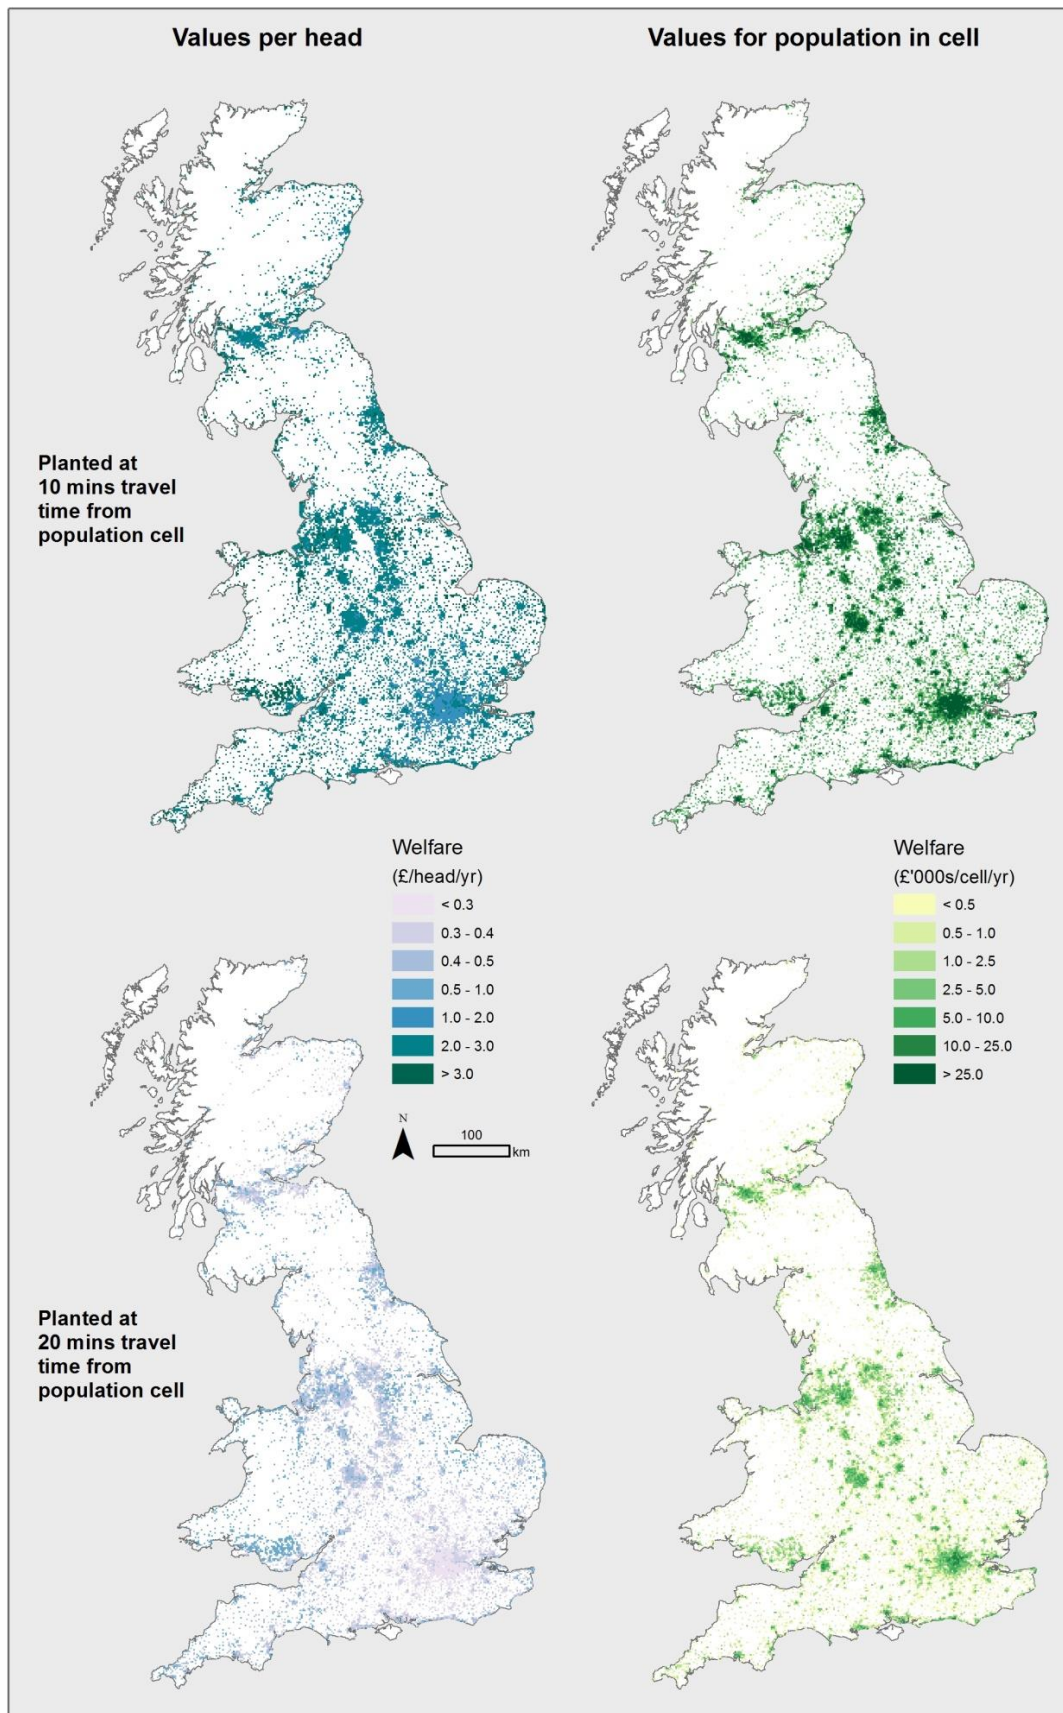 Values per head
Values for population in cell
Planted at
10 mins travel
time from
population cell
Welfare
(£/head/yr)
< 0.3
0.3 - 0.4
0.4 - 0.5
0.5 - 1.0
1.0 - 2.0
2.0 - 3.0
> 3.0
N
100
km
Welfare
(£'000s/cell/yr)
< 0.5
0.5 - 1.0
1.0 - 2.5
2.5 - 5.0
5.0 - 10.0
10.0 - 25.0
> 25.0
Planted at
20 mins travel
time from
population cell